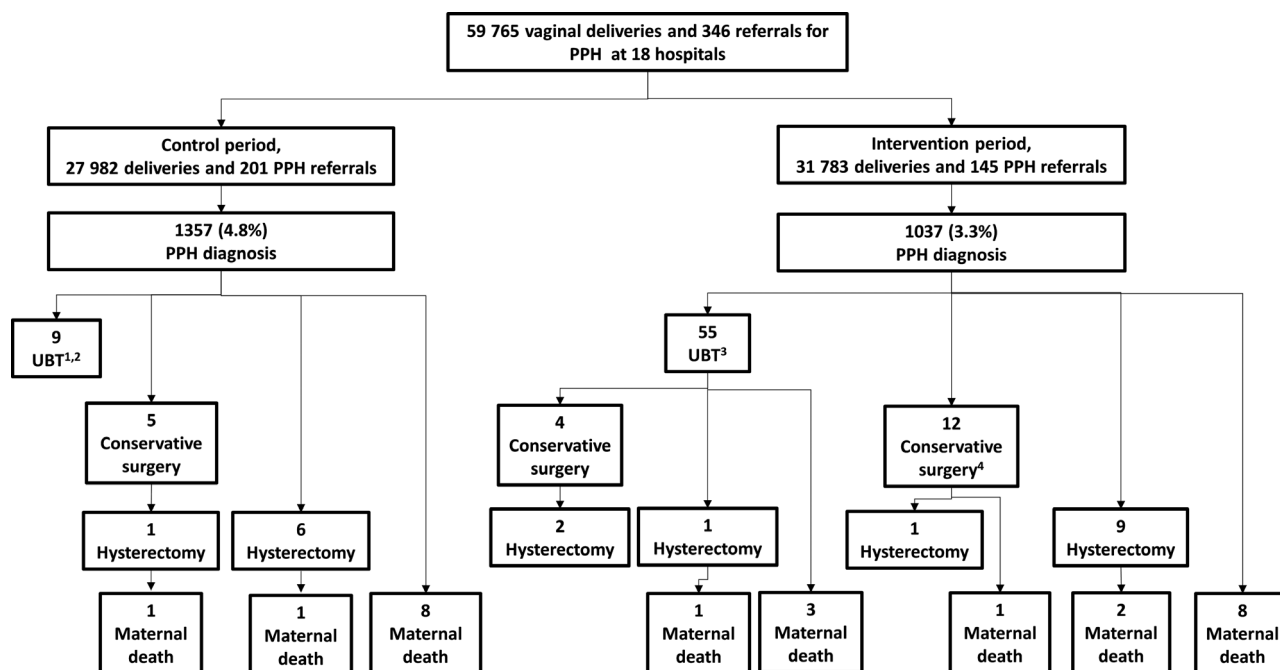 59 765 vaginal deliveries and 346 referrals for
PPH at 18 hospitals
Control period,
27 982 deliveries and 201 PPH referrals
Intervention period,
31 783 deliveries and 145 PPH referrals
1357 (4.8%)
PPH diagnosis
1037 (3.3%)
PPH diagnosis
9
UBT1,2
55
UBT3
5
Conservative
surgery
4
Conservative
surgery
12
Conservative
surgery4
1
Hysterectomy
6
Hysterectomy
2
Hysterectomy
1
Hysterectomy
1
Hysterectomy
9
Hysterectomy
1
Maternal
death
1
Maternal
death
8
Maternal
death
1
Maternal
death
3
Maternal
death
1
Maternal
death
2
Maternal
death
8
Maternal
death